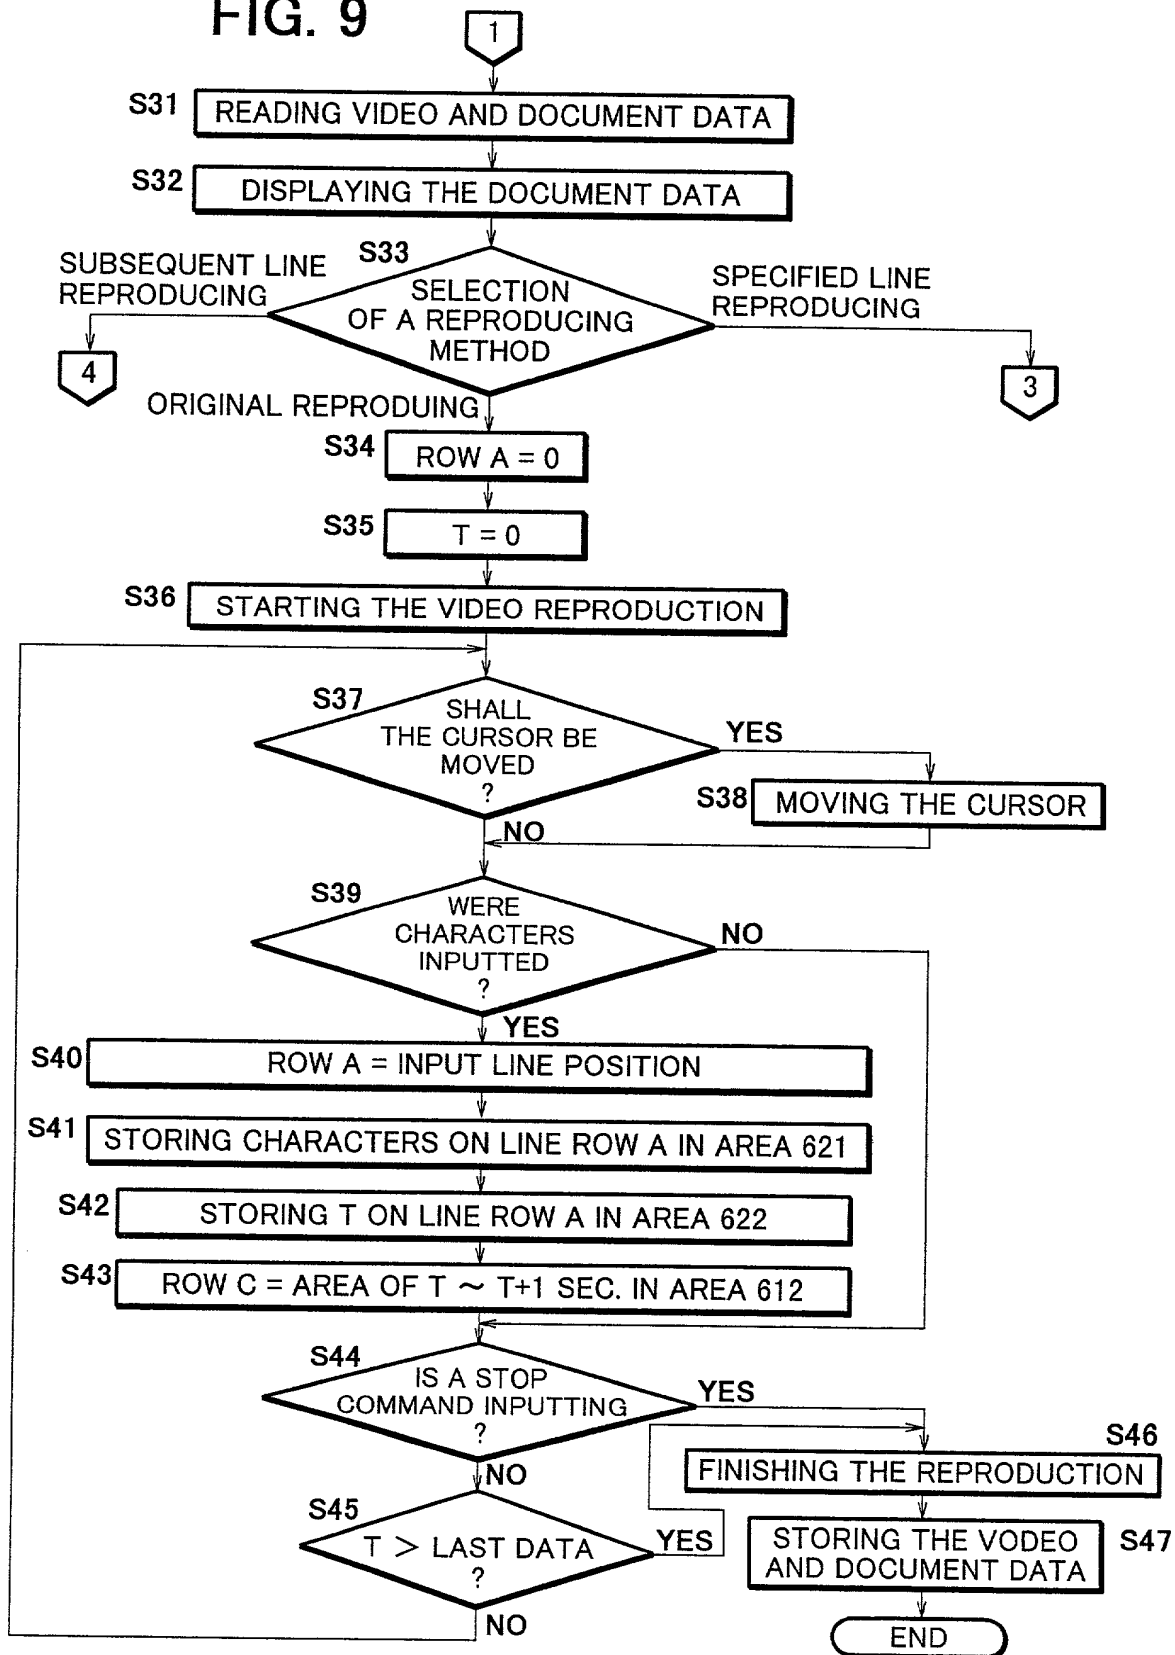 FIG. 9
1
S31
READING VIDEO AND DOCUMENT DATA
S32
DISPLAYING THE DOCUMENT DATA
S33
SELECTION
OF A REPRODUCING
METHOD
SUBSEQUENT LINE
REPRODUCING
SPECIFIED LINE
REPRODUCING
4
3
ORIGINAL REPRODUING
S34
ROW A = 0
S35
T = 0
S36
STARTING THE VIDEO REPRODUCTION
S37
SHALL
THE CURSOR BE
MOVED
?
YES
S38
MOVING THE CURSOR
NO
S39
WERE
CHARACTERS
INPUTTED
?
NO
YES
S40
ROW A = INPUT LINE POSITION
S41
STORING CHARACTERS ON LINE ROW A IN AREA 621
S42
STORING T ON LINE ROW A IN AREA 622
S43
ROW C = AREA OF T ~ T+1 SEC. IN AREA 612
S44
IS A STOP
COMMAND INPUTTING
?
YES
NO
S46
FINISHING THE REPRODUCTION
S45
T > LAST DATA
?
YES
NO
STORING THE VODEO
AND DOCUMENT DATA
S47
END